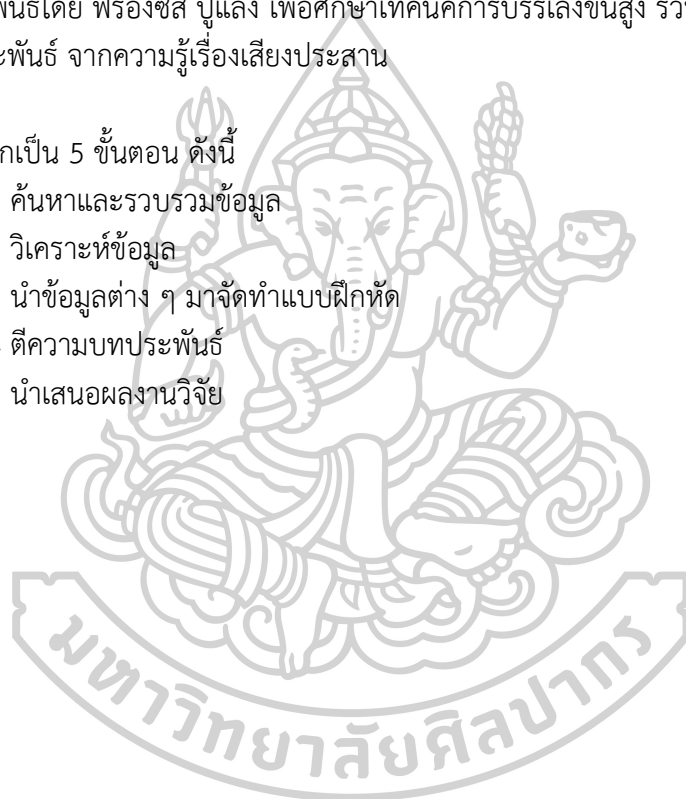 พันธ์โดย ฟรองซิส ปูแลง เพื่อศึกษาเทคนิคการบรรเลงขั้นสูง
ะพันธ์ จากความรู้เรื่องเสียงประสาน
กเป็น 5 ขั้นตอน ดังนี้
ค้นหาและรวบรวมข้อมูล
วิเคราะห์ข้อมูล
นำข้อมูลต่าง ๆ มาจัดทำแบบฝึกหัด
ตีความบทประพันธ์
นำเสนอผลงานวิจัย
มหาวิทยาลัยศิลปากร